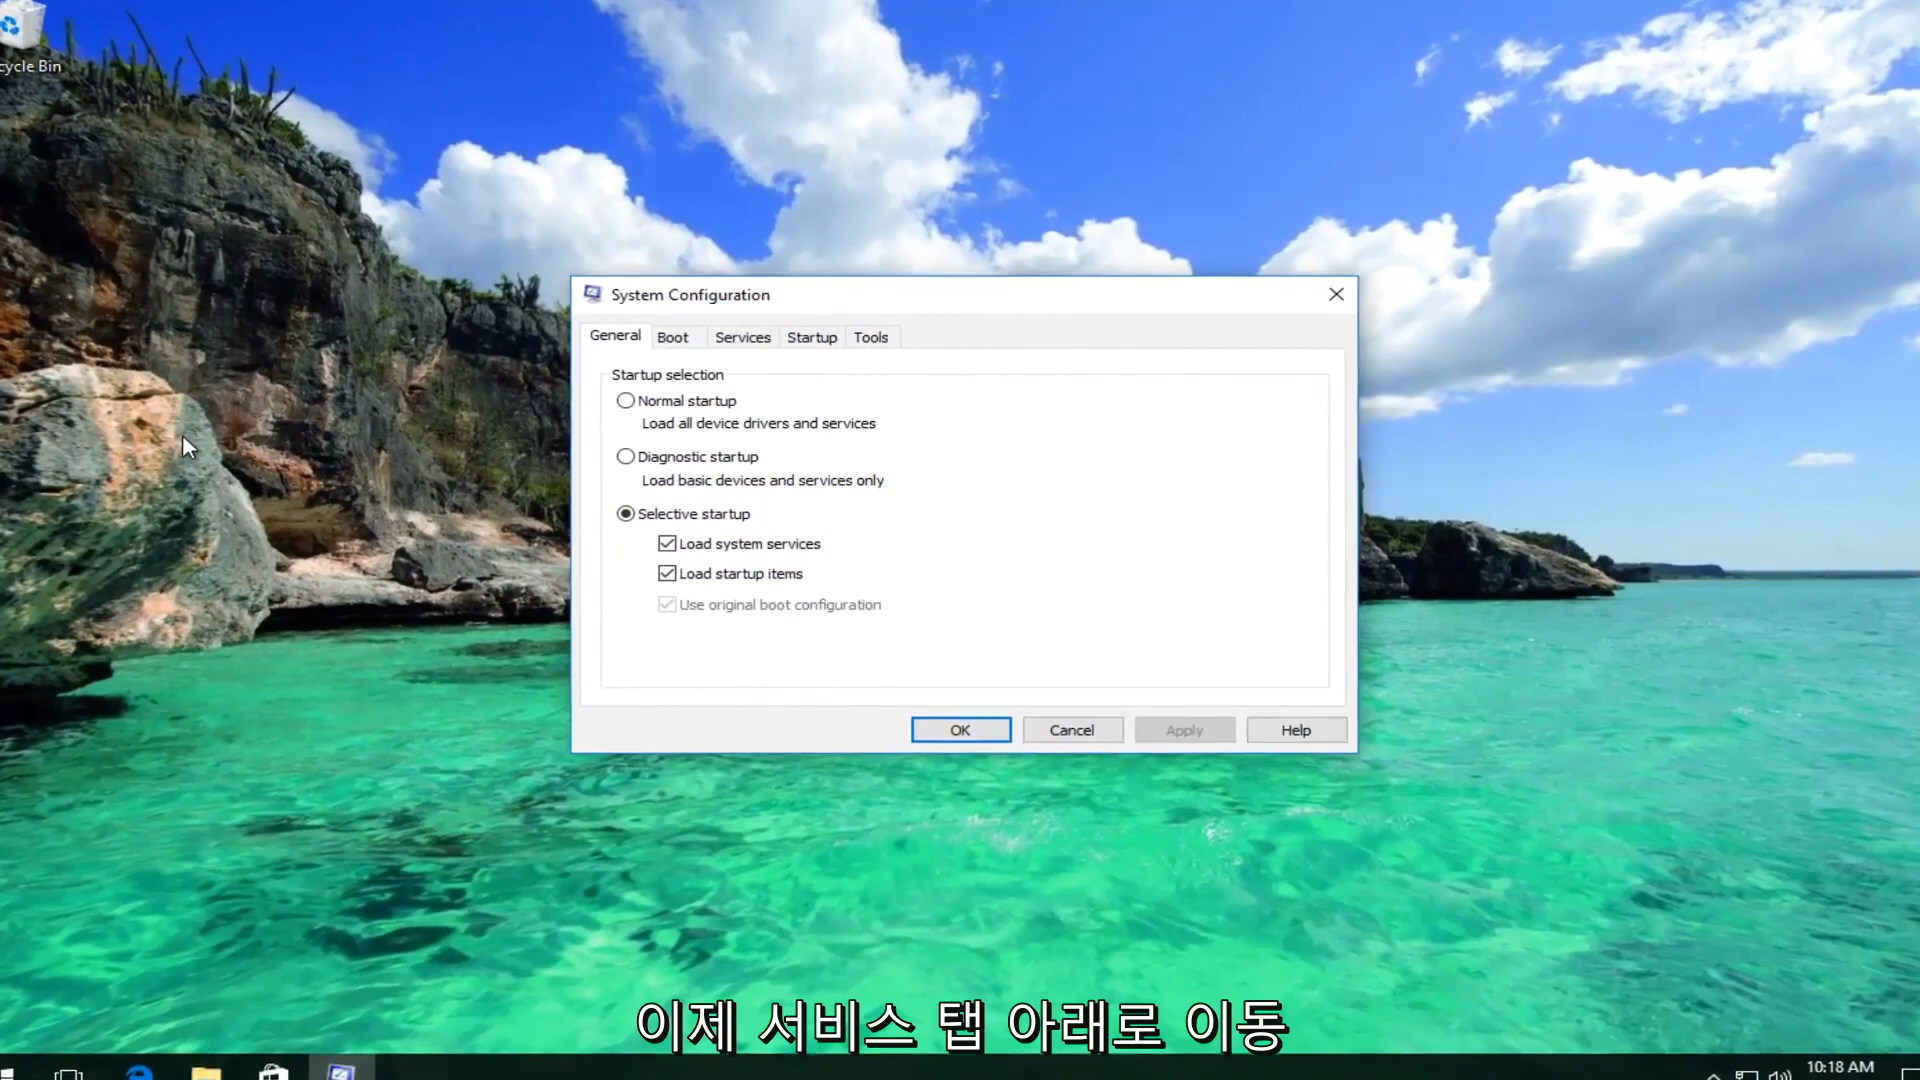 cycle Bin
System Configuration
General Boot Services Startup Tools
Startup selection
Normal startup
Load all device drivers and services
Diagnostic startup
Load basic devices and services only
Selective startup
Load system services
Load startup items
Use original boot configuration
OK Cancel Apply Help
이제 서비스 탭 아래로 이동
10:18 AM